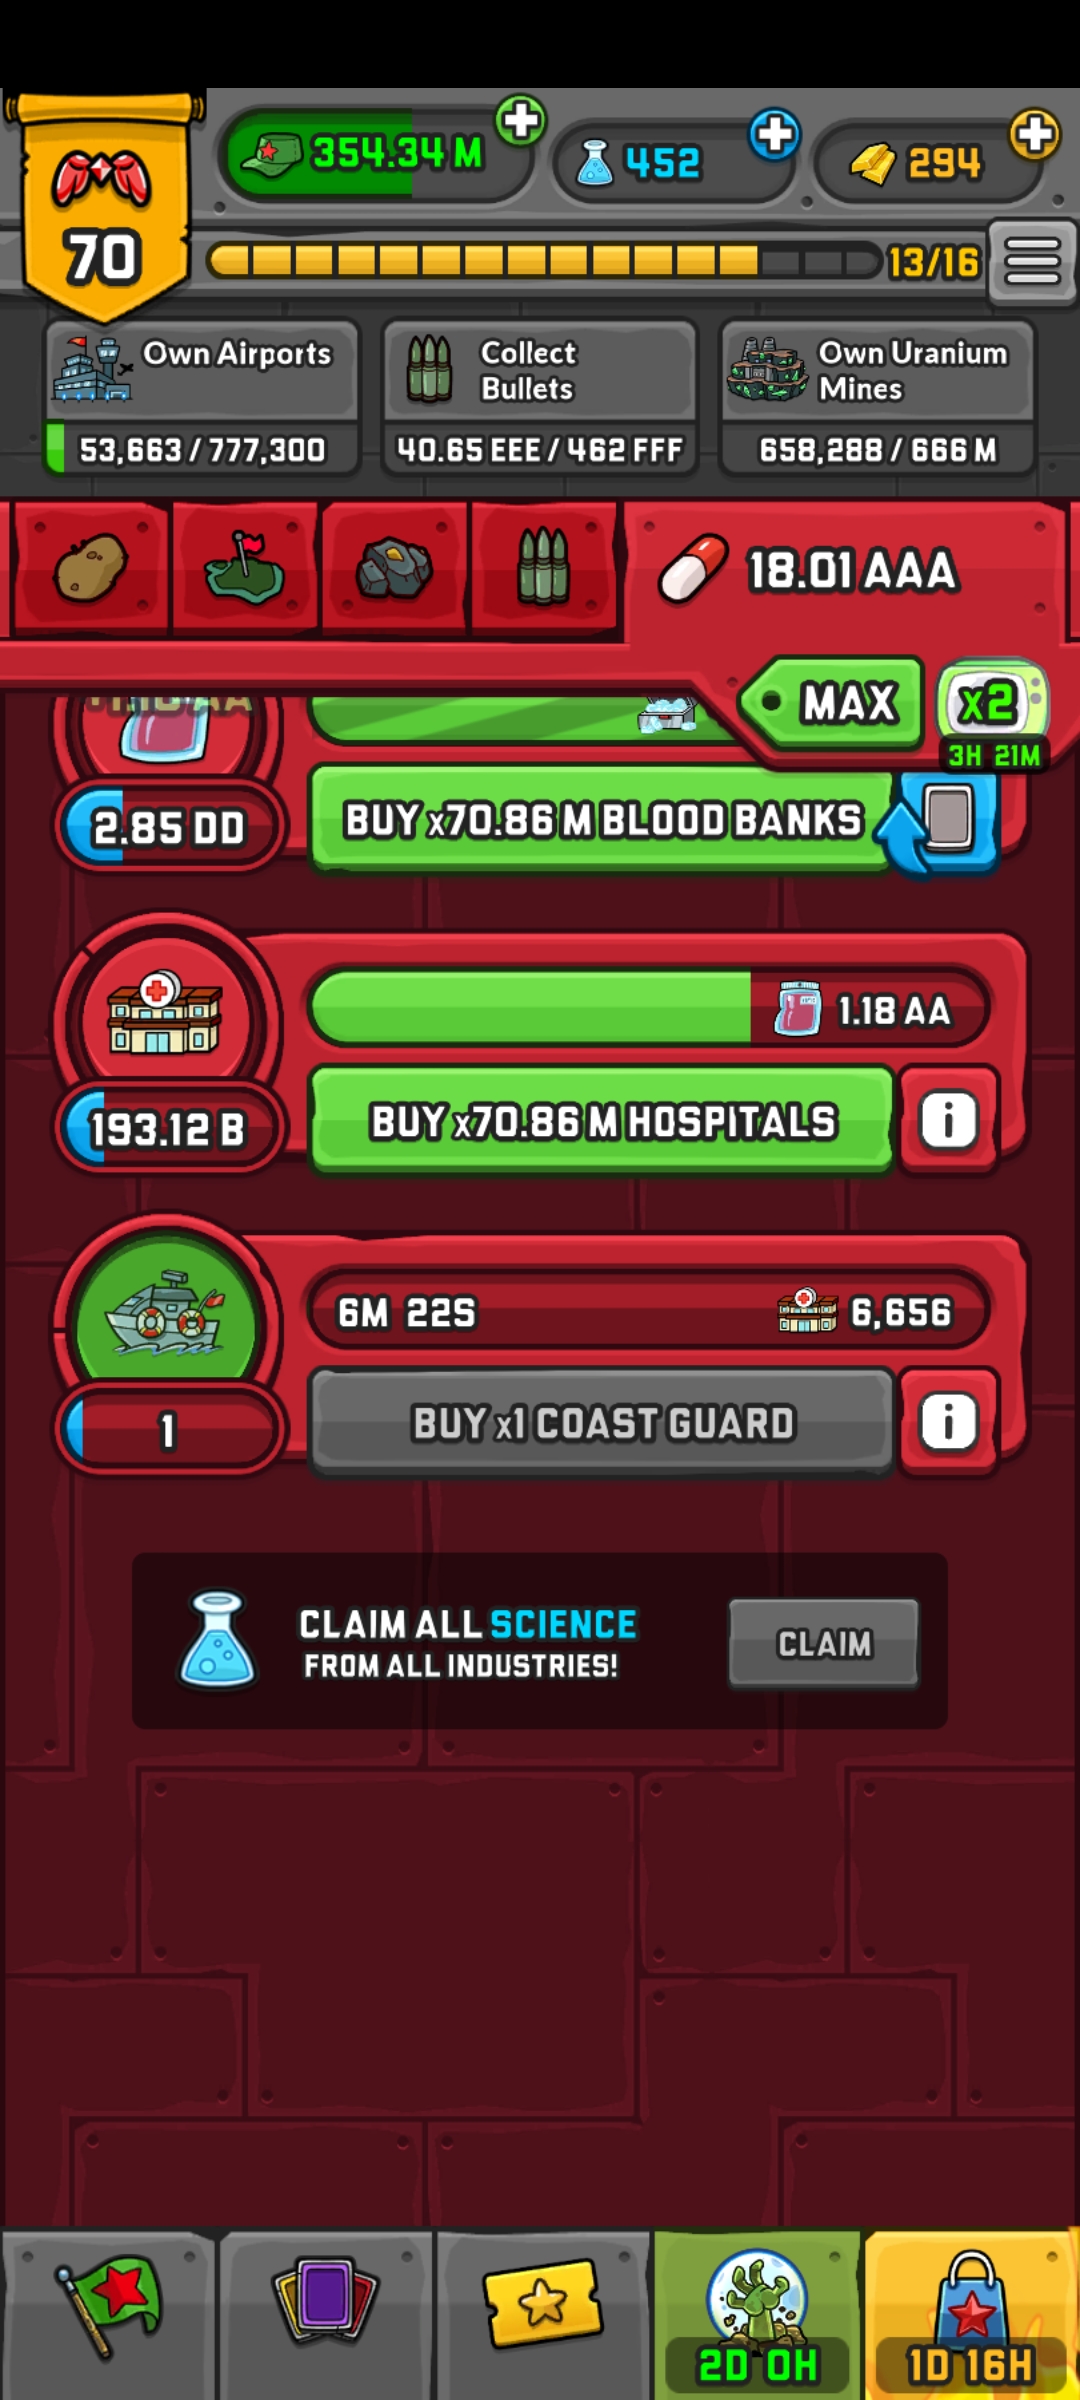 354.34 M
452
294
70
13/16
Own Airports
Collect
Bullets
Own Uranium
Mines
53,663 / 777,300
40.65 EEE / 462 FFF
658,288 / 666 M
18.01 AAA
MAX
x2
3H 21M
2.85 DD
BUY x70.86 M BLOOD BANKS
1.18 AA
193.12 B
BUY x70.86 M HOSPITALS
i
6M 22S
6,656
1
BUY x1 COAST GUARD
i
CLAIM ALL SCIENCE
FROM ALL INDUSTRIES!
CLAIM
2D 0H
1D 16H